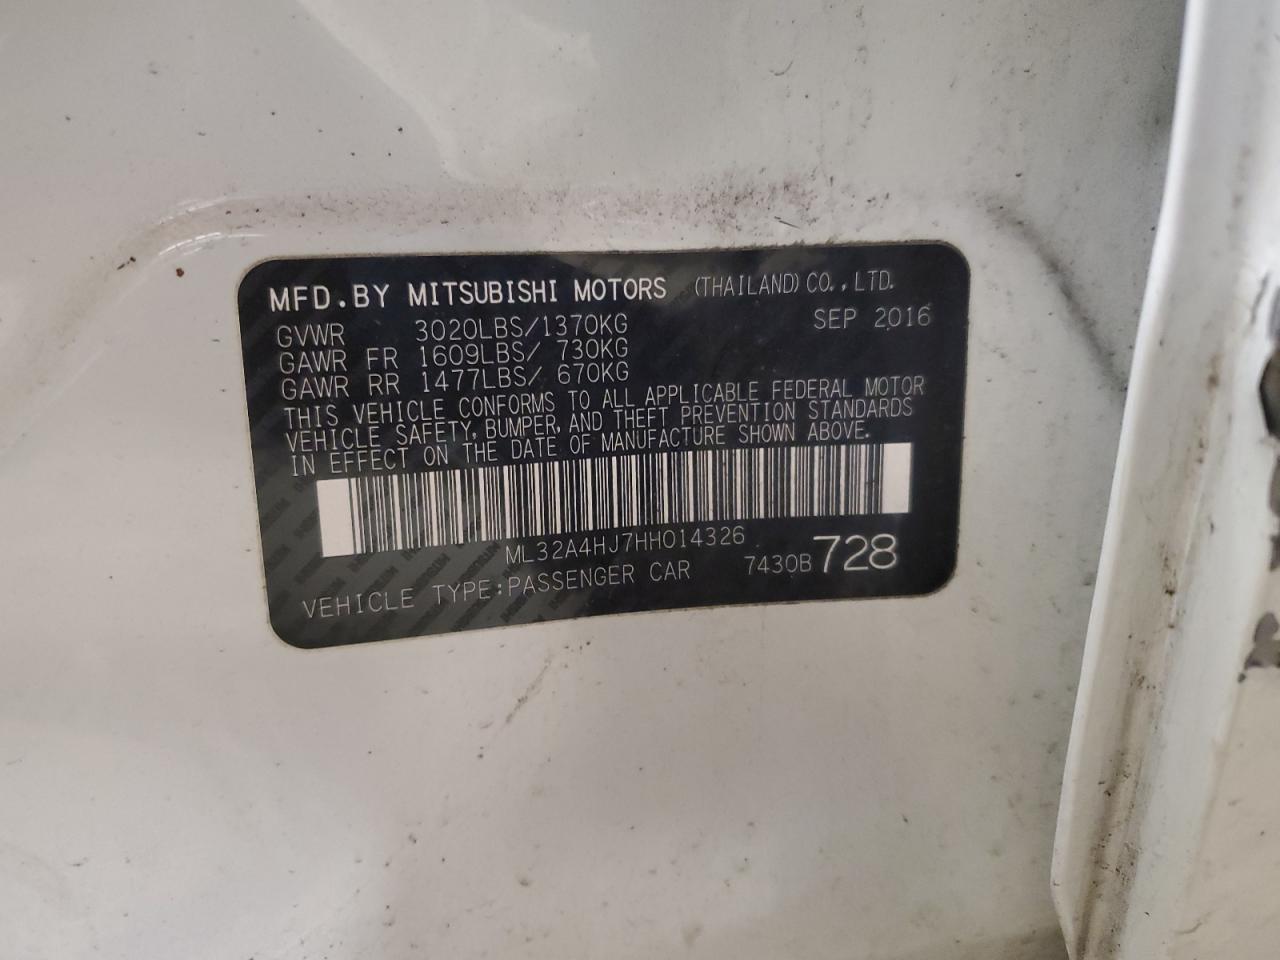 MFD.BY MITSUBISHI MOTORS (THAILAND) CO.,LTD.
GVWR 3020LBS/1370KG SEP 2016
GAWR FR 1609LBS/ 730KG
GAWR RR 1477LBS/ 670KG
THIS VEHICLE CONFORMS TO ALL APPLICABLE FEDERAL MOTOR
VEHICLE SAFETY, BUMPER, AND THEFT PREVENTION STANDARDS
IN EFFECT ON THE DATE OF MANUFACTURE SHOWN ABOVE.
ML32A4HJ7HH014326
VEHICLE TYPE:PASSENGER CAR 7430B 728